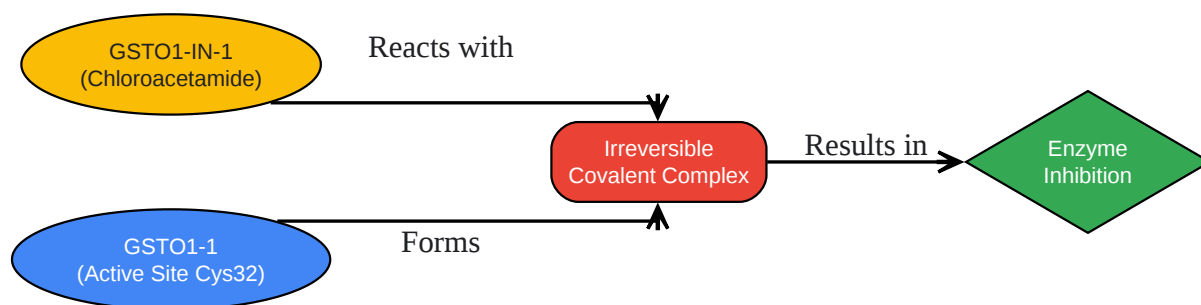 GSTO1-IN-1
(Chloroacetamide)
Reacts with
Irreversible
Covalent Complex
Results in
Enzyme
Inhibition
GSTO1-1
(Active Site Cys32)
Forms